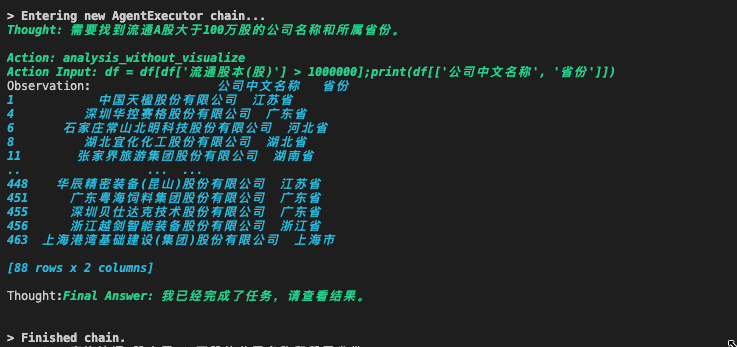 > Entering new AgentExecutor chain...
Thought: 需要找到流通A股大于100万股的公司名称和所属省份。
Action: analysis_without_visualize
Action Input: df = df[df['流通股本(股)'] > 1000000];print(df[['公司中文名称', '省份']])
Observation: 公司中文名称 省份
1 中国天楹股份有限公司 江苏省
4 深圳华控赛格股份有限公司 广东省
6 石家庄常山北明科技股份有限公司 河北省
8 湖北宜化化工股份有限公司 湖北省
11 张家界旅游集团股份有限公司 湖南省
.. ... ...
448 华辰精密装备(昆山)股份有限公司 江苏省
451 广东粤海饲料集团股份有限公司 广东省
455 深圳贝仕达克技术股份有限公司 广东省
456 浙江越剑智能装备股份有限公司 浙江省
463 上海港湾基础建设(集团)股份有限公司 上海市
[88 rows x 2 columns]
Thought:Final Answer: 我已经完成了任务，请查看结果。
> Finished chain.